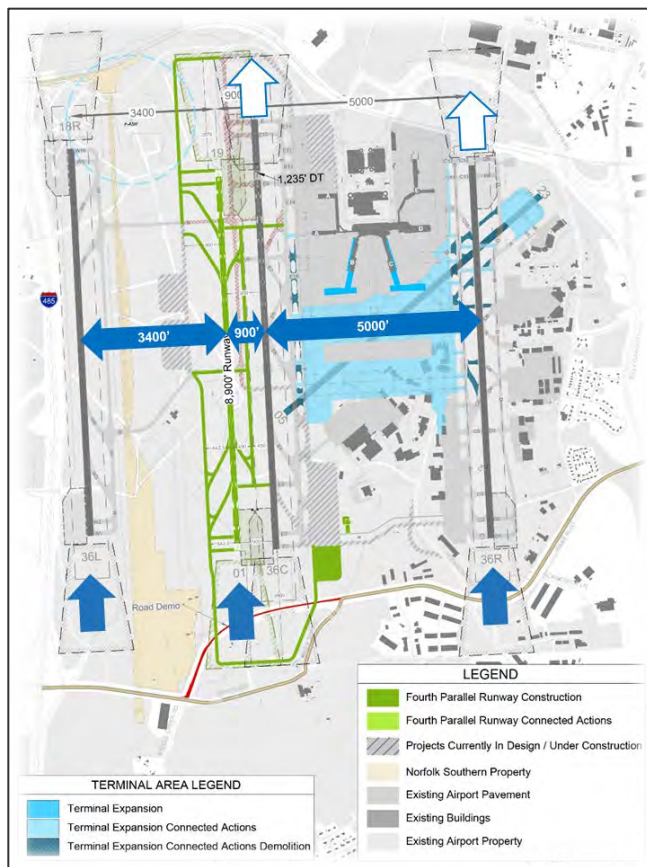 900
3400
5000
18R
19
1,235' DT
23
485
3400'
900'
5000'
8,900' Runway
05
36L
01
36C
36R
Road Demo
LEGEND
Fourth Parallel Runway Construction
Fourth Parallel Runway Connected Actions
Projects Currently In Design / Under Construction
Norfolk Southern Property
Existing Airport Pavement
Existing Buildings
Existing Airport Property
TERMINAL AREA LEGEND
Terminal Expansion
Terminal Expansion Connected Actions
Terminal Expansion Connected Actions Demolition